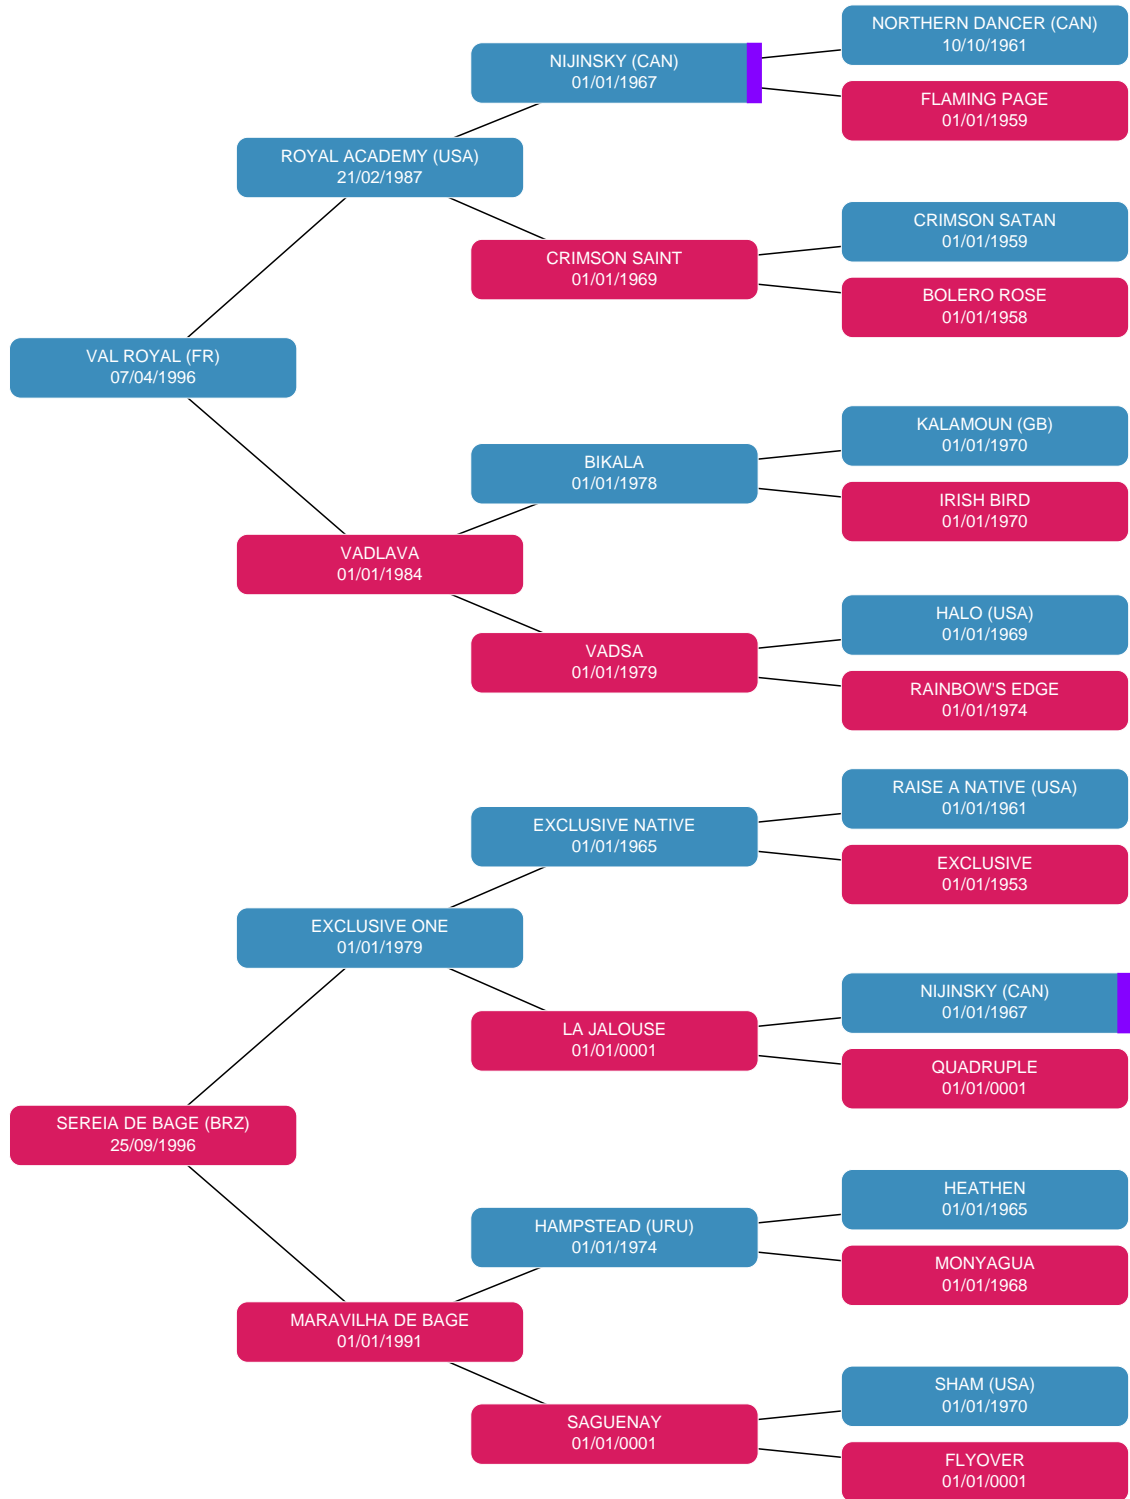 NORTHERN DANCER (CAN)
10/10/1961
NIJINSKY (CAN)
01/01/1967
FLAMING PAGE
01/01/1959
ROYAL ACADEMY (USA)
21/02/1987
CRIMSON SATAN
01/01/1959
CRIMSON SAINT
01/01/1969
BOLERO ROSE
01/01/1958
VAL ROYAL (FR)
07/04/1996
KALAMOUN (GB)
01/01/1970
BIKALA
01/01/1978
IRISH BIRD
01/01/1970
VADLAVA
01/01/1984
HALO (USA)
01/01/1969
VADSA
01/01/1979
RAINBOW'S EDGE
01/01/1974
RAISE A NATIVE (USA)
01/01/1961
EXCLUSIVE NATIVE
01/01/1965
EXCLUSIVE
01/01/1953
EXCLUSIVE ONE
01/01/1979
NIJINSKY (CAN)
01/01/1967
LA JALOUSE
01/01/0001
QUADRUPLE
01/01/0001
SEREIA DE BAGE (BRZ)
25/09/1996
HEATHEN
01/01/1965
HAMPSTEAD (URU)
01/01/1974
MONYAGUA
01/01/1968
MARAVILHA DE BAGE
01/01/1991
SHAM (USA)
01/01/1970
SAGUENAY
01/01/0001
FLYOVER
01/01/0001